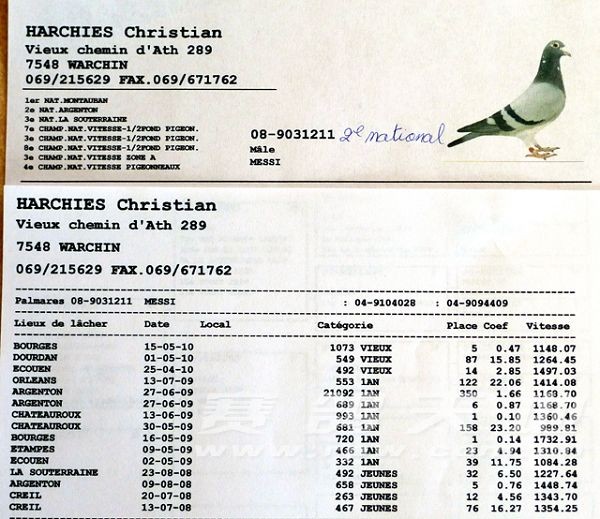 HARCHIES Christian
Vieux chemin d'Ath 289
7548 WARCHIN
069/215629 FAX.069/671762
1er NAT.MONTAUBAN
2e NAT.ARGENTON
3e NAT.LA SOUTERRAINE
7e CHAMP.NAT.VITESSE-1/2FOND PIGEON.
3e CHAMP.NAT.VITESSE-1/2FOND PIGEON.
8e CHAMP.NAT.VITESSE-1/2FOND PIGEON.
3e CHAMP.NAT.VITESSE ZONE A
4e CHAMP.NAT.VITESSE PIGEONNEAUX
08-9031211 2e national
Mâle
MESSI
HARCHIES Christian
Vieux chemin d'Ath 289
7548 WARCHIN
069/215629 FAX.069/671762
Palmares 08-9031211 MESSI : 04-9104028 : 04-9094409
Lieux de lâcher Date Local Catégorie Place Coef Vitesse
BOURGES 15-05-10 1073 VIEUX 5 0.47 1148.07
DOURDAN 01-05-10 549 VIEUX 87 15.85 1264.45
ECOUEN 25-04-10 492 VIEUX 14 2.85 1497.03
ORLEANS 13-07-09 553 1AN 122 22.06 1414.08
ARGENTON 27-06-09 21092 1AN 350 1.66 1168.70
ARGENTON 27-06-09 689 1AN 6 0.87 1168.70
CHATEAUROUX 13-06-09 993 1AN 1 0.10 1360.46
CHATEAUROUX 30-05-09 681 1AN 158 23.20 989.81
BOURGES 16-05-09 720 1AN 1 0.14 1732.91
ETAMPES 09-05-09 466 1AN 23 4.94 1310.84
ECOUEN 02-05-09 332 1AN 39 11.75 1084.28
LA SOUTERRAINE 23-08-08 492 JEUNES 32 6.50 1227.64
ARGENTON 09-08-08 658 JEUNES 5 0.76 1448.74
CREIL 20-07-08 263 JEUNES 12 4.56 1343.70
CREIL 13-07-08 467 JEUNES 76 16.27 1354.25